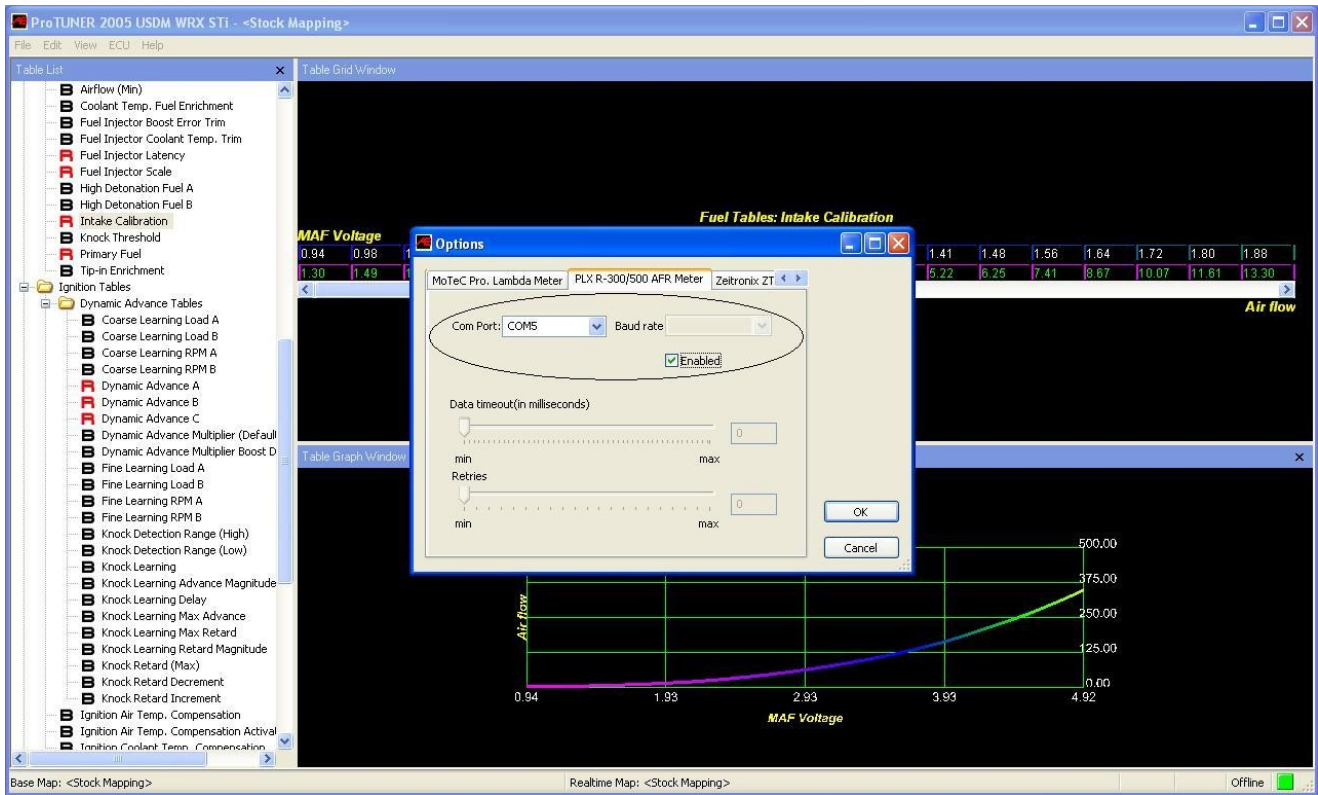 ProTUNER 2005 USDM WRX STi - <Stock Mapping>
File Edit View ECU Help
Table List
Airflow (Min)
Coolant Temp. Fuel Enrichment
Fuel Injector Boost Error Trim
Fuel Injector Coolant Temp. Trim
Fuel Injector Latency
Fuel Injector Scale
High Detonation Fuel A
High Detonation Fuel B
Intake Calibration
Knock Threshold
Primary Fuel
Tip-in Enrichment
Ignition Tables
Dynamic Advance Tables
Coarse Learning Load A
Coarse Learning Load B
Coarse Learning RPM A
Coarse Learning RPM B
Dynamic Advance A
Dynamic Advance B
Dynamic Advance C
Dynamic Advance Multiplier (Defaul
Dynamic Advance Multiplier Boost D
Fine Learning Load A
Fine Learning Load B
Fine Learning RPM A
Fine Learning RPM B
Knock Detection Range (High)
Knock Detection Range (Low)
Knock Learning
Knock Learning Advance Magnitude
Knock Learning Delay
Knock Learning Max Advance
Knock Learning Max Retard
Knock Learning Retard Magnitude
Knock Retard (Max)
Knock Retard Decrement
Knock Retard Increment
Ignition Air Temp. Compensation
Ignition Air Temp. Compensation Activat
Ignition Coolant Temp. Compensation
Table Grid Window
Fuel Tables: Intake Calibration
MAF Voltage
0.94 0.98 1.41 1.48 1.56 1.64 1.72 1.80 1.88
1.30 1.49 5.22 6.25 7.41 8.67 10.07 11.61 13.30
Air flow
Options
MoTeC Pro. Lambda Meter PLX R-300/500 AFR Meter Zeitronix ZT
Com Port: COM5 Baud rate
Enabled
Data timeout(in milliseconds)
0
min max
Retries
0
min max
OK
Cancel
Table Graph Window
500.00
375.00
250.00
125.00
0.00
Air flow
0.94 1.93 2.93 3.93 4.92
MAF Voltage
Base Map: <Stock Mapping> Realtime Map: <Stock Mapping> Offline